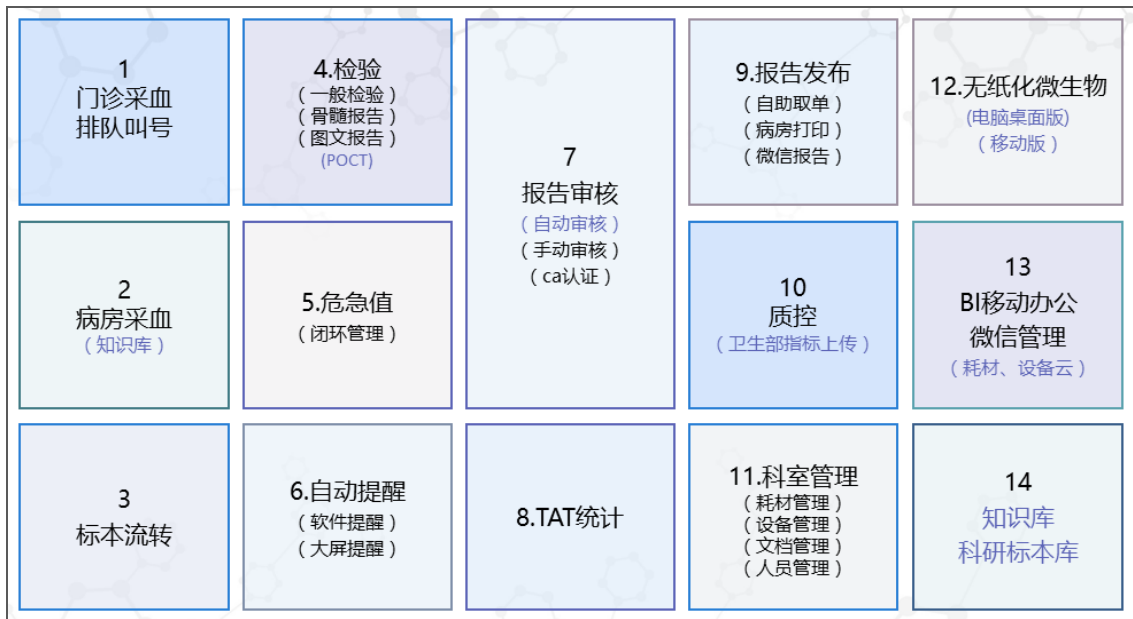 1
门诊采血
排队叫号
2
病房采血
（知识库）
3
标本流转
4.检验
（一般检验）
（骨髓报告）
（图文报告）
(POCT)
5.危急值
（闭环管理）
6.自动提醒
（软件提醒）
（大屏提醒）
7
报告审核
（自动审核）
（手动审核）
（ca认证）
8.TAT统计
9.报告发布
（自助取单）
（病房打印）
（微信报告）
10
质控
（卫生部指标上传）
11.科室管理
（耗材管理）
（设备管理）
（文档管理）
（人员管理）
12.无纸化微生物
(电脑桌面版)
（移动版）
13
BI移动办公
微信管理
（耗材、设备云）
14
知识库
科研标本库